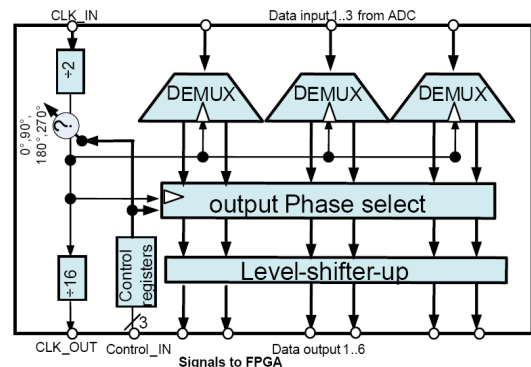 CLK_IN
Data input 1..3 from ADC
÷2
DEMUX
DEMUX
DEMUX
?
0°,90°,
180°,270°
output Phase select
÷16
Control
registers
Level-shifter-up
3
CLK_OUT
Control_IN
Data output 1..6
Signals to FPGA